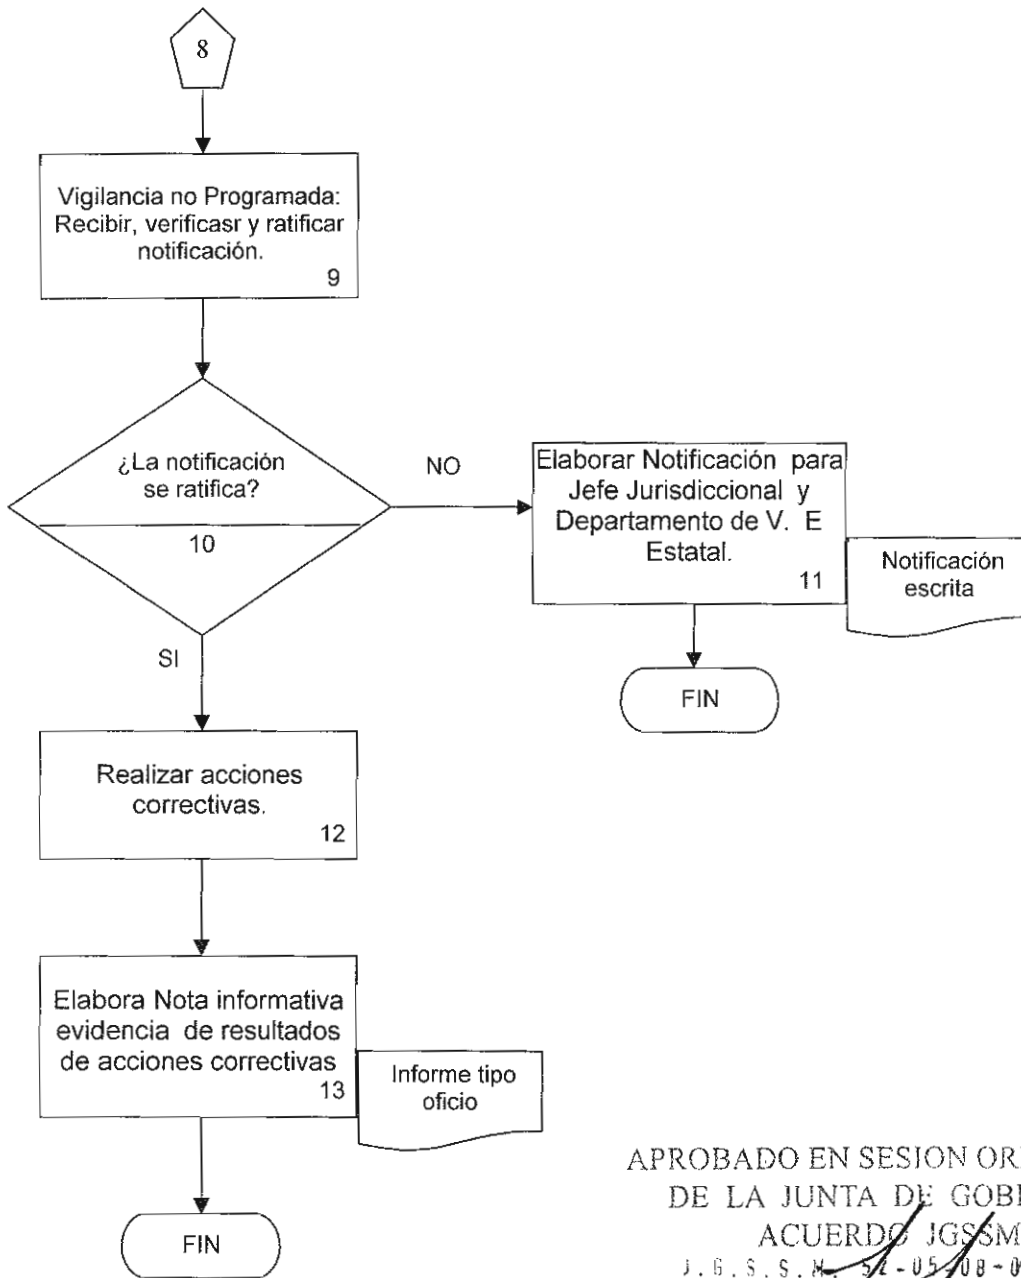 8
Vigilancia no Programada:
Recibir, verificasr y ratificar
notificación.
9
¿La notificación
se ratifica?
10
NO
Elaborar Notificación para
Jefe Jurisdiccional y
Departamento de V. E
Estatal.
11
Notificación
escrita
FIN
SI
Realizar acciones
correctivas.
12
Elabora Nota informativa
evidencia de resultados
de acciones correctivas
13
Informe tipo
oficio
FIN
APROBADO EN SESION
DE LA JUNTA DE
ACUERDO JGSSM
J.G.S.S.M.